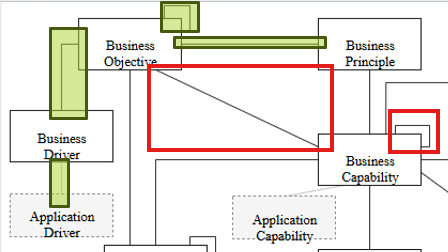 Business
Objective
Business
Principle
Business
Driver
Business
Capability
Application
Driver
Application
Capability